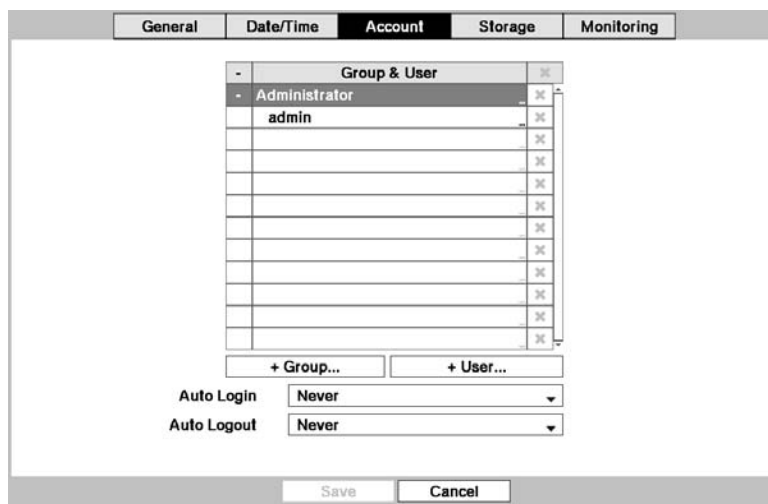 General Date/Time Account Storage Monitoring
- Group & User ×
- Administrator ... ×
admin ... ×
+ Group... + User...
Auto Login Never
Auto Logout Never
Save Cancel